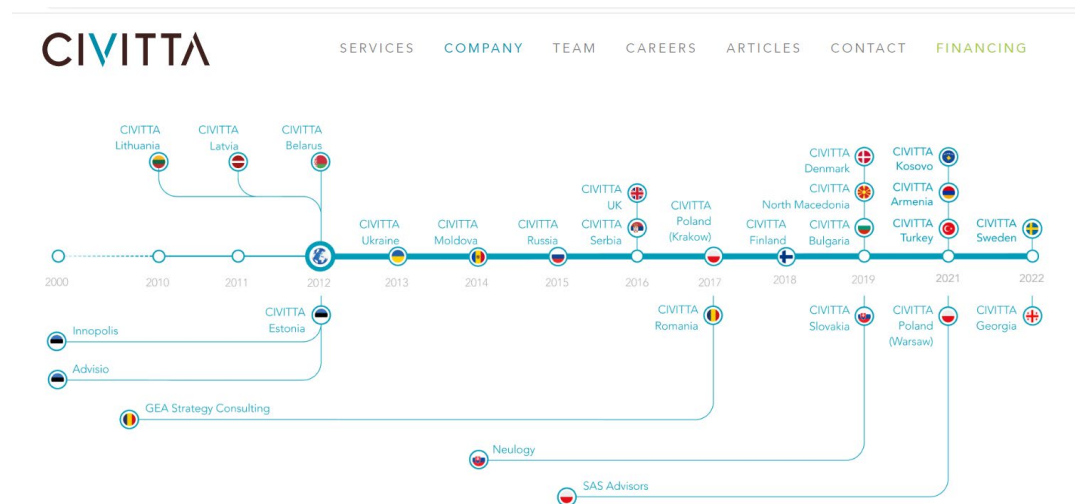 CIVITTA
SERVICES COMPANY TEAM CAREERS ARTICLES CONTACT FINANCING
CIVITTA
Lithuania
CIVITTA
Latvia
CIVITTA
Belarus
CIVITTA
Ukraine
CIVITTA
Moldova
CIVITTA
Russia
CIVITTA
UK
CIVITTA
Serbia
CIVITTA
Poland
(Krakow)
CIVITTA
Finland
CIVITTA
Denmark
CIVITTA
North Macedonia
CIVITTA
Bulgaria
CIVITTA
Kosovo
CIVITTA
Armenia
CIVITTA
Turkey
CIVITTA
Sweden
2000 2010 2011 2012 2013 2014 2015 2016 2017 2018 2019 2021 2022
CIVITTA
Estonia
Innopolis
Advisio
CIVITTA
Romania
GEA Strategy Consulting
CIVITTA
Slovakia
Neulogy
CIVITTA
Poland
(Warsaw)
SAS Advisors
CIVITTA
Georgia